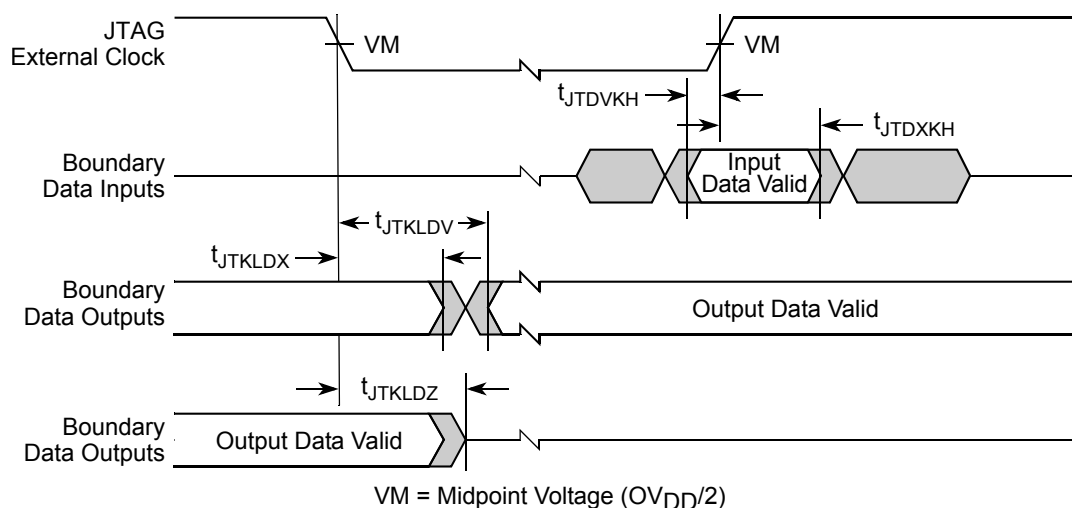 JTAG
External Clock
VM
VM
tJTDVKH
tJTDXKH
Boundary
Data Inputs
Input
Data Valid
tJTKLDV
tJTKLDX
Boundary
Data Outputs
Output Data Valid
tJTKLDZ
Boundary
Data Outputs
Output Data Valid
VM = Midpoint Voltage (OVDD/2)